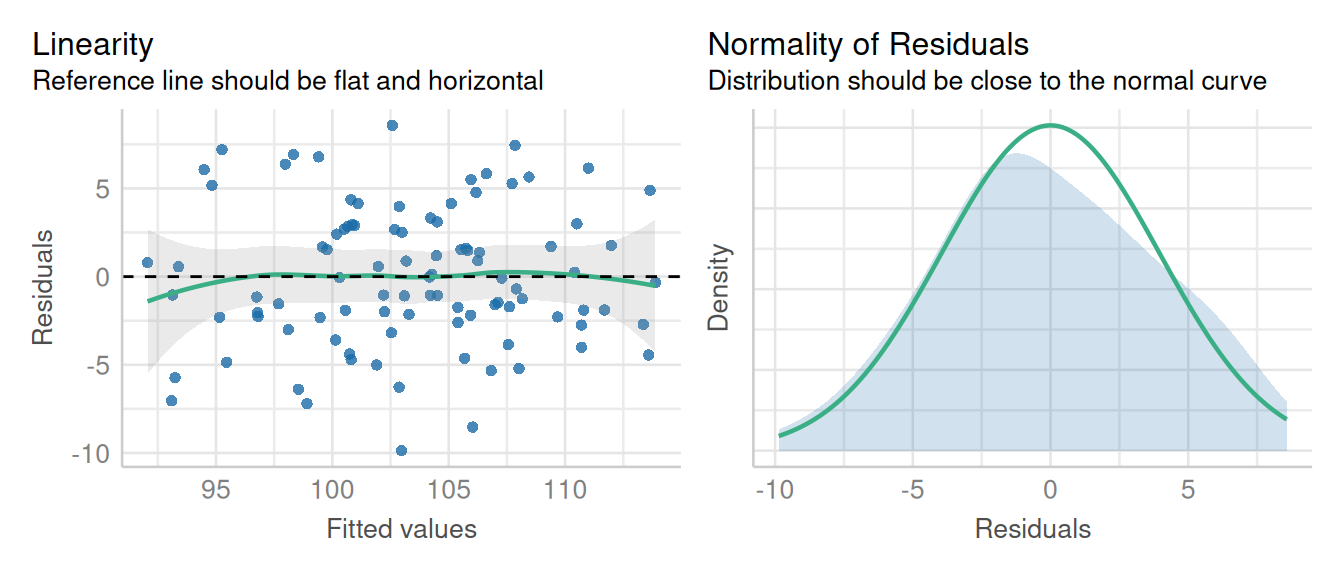 Linearity
Reference line should be flat and horizontal
Residuals
5
0
-5
-10
95 100 105 110
Fitted values
Normality of Residuals
Distribution should be close to the normal curve
Density
-10 -5 0 5
Residuals